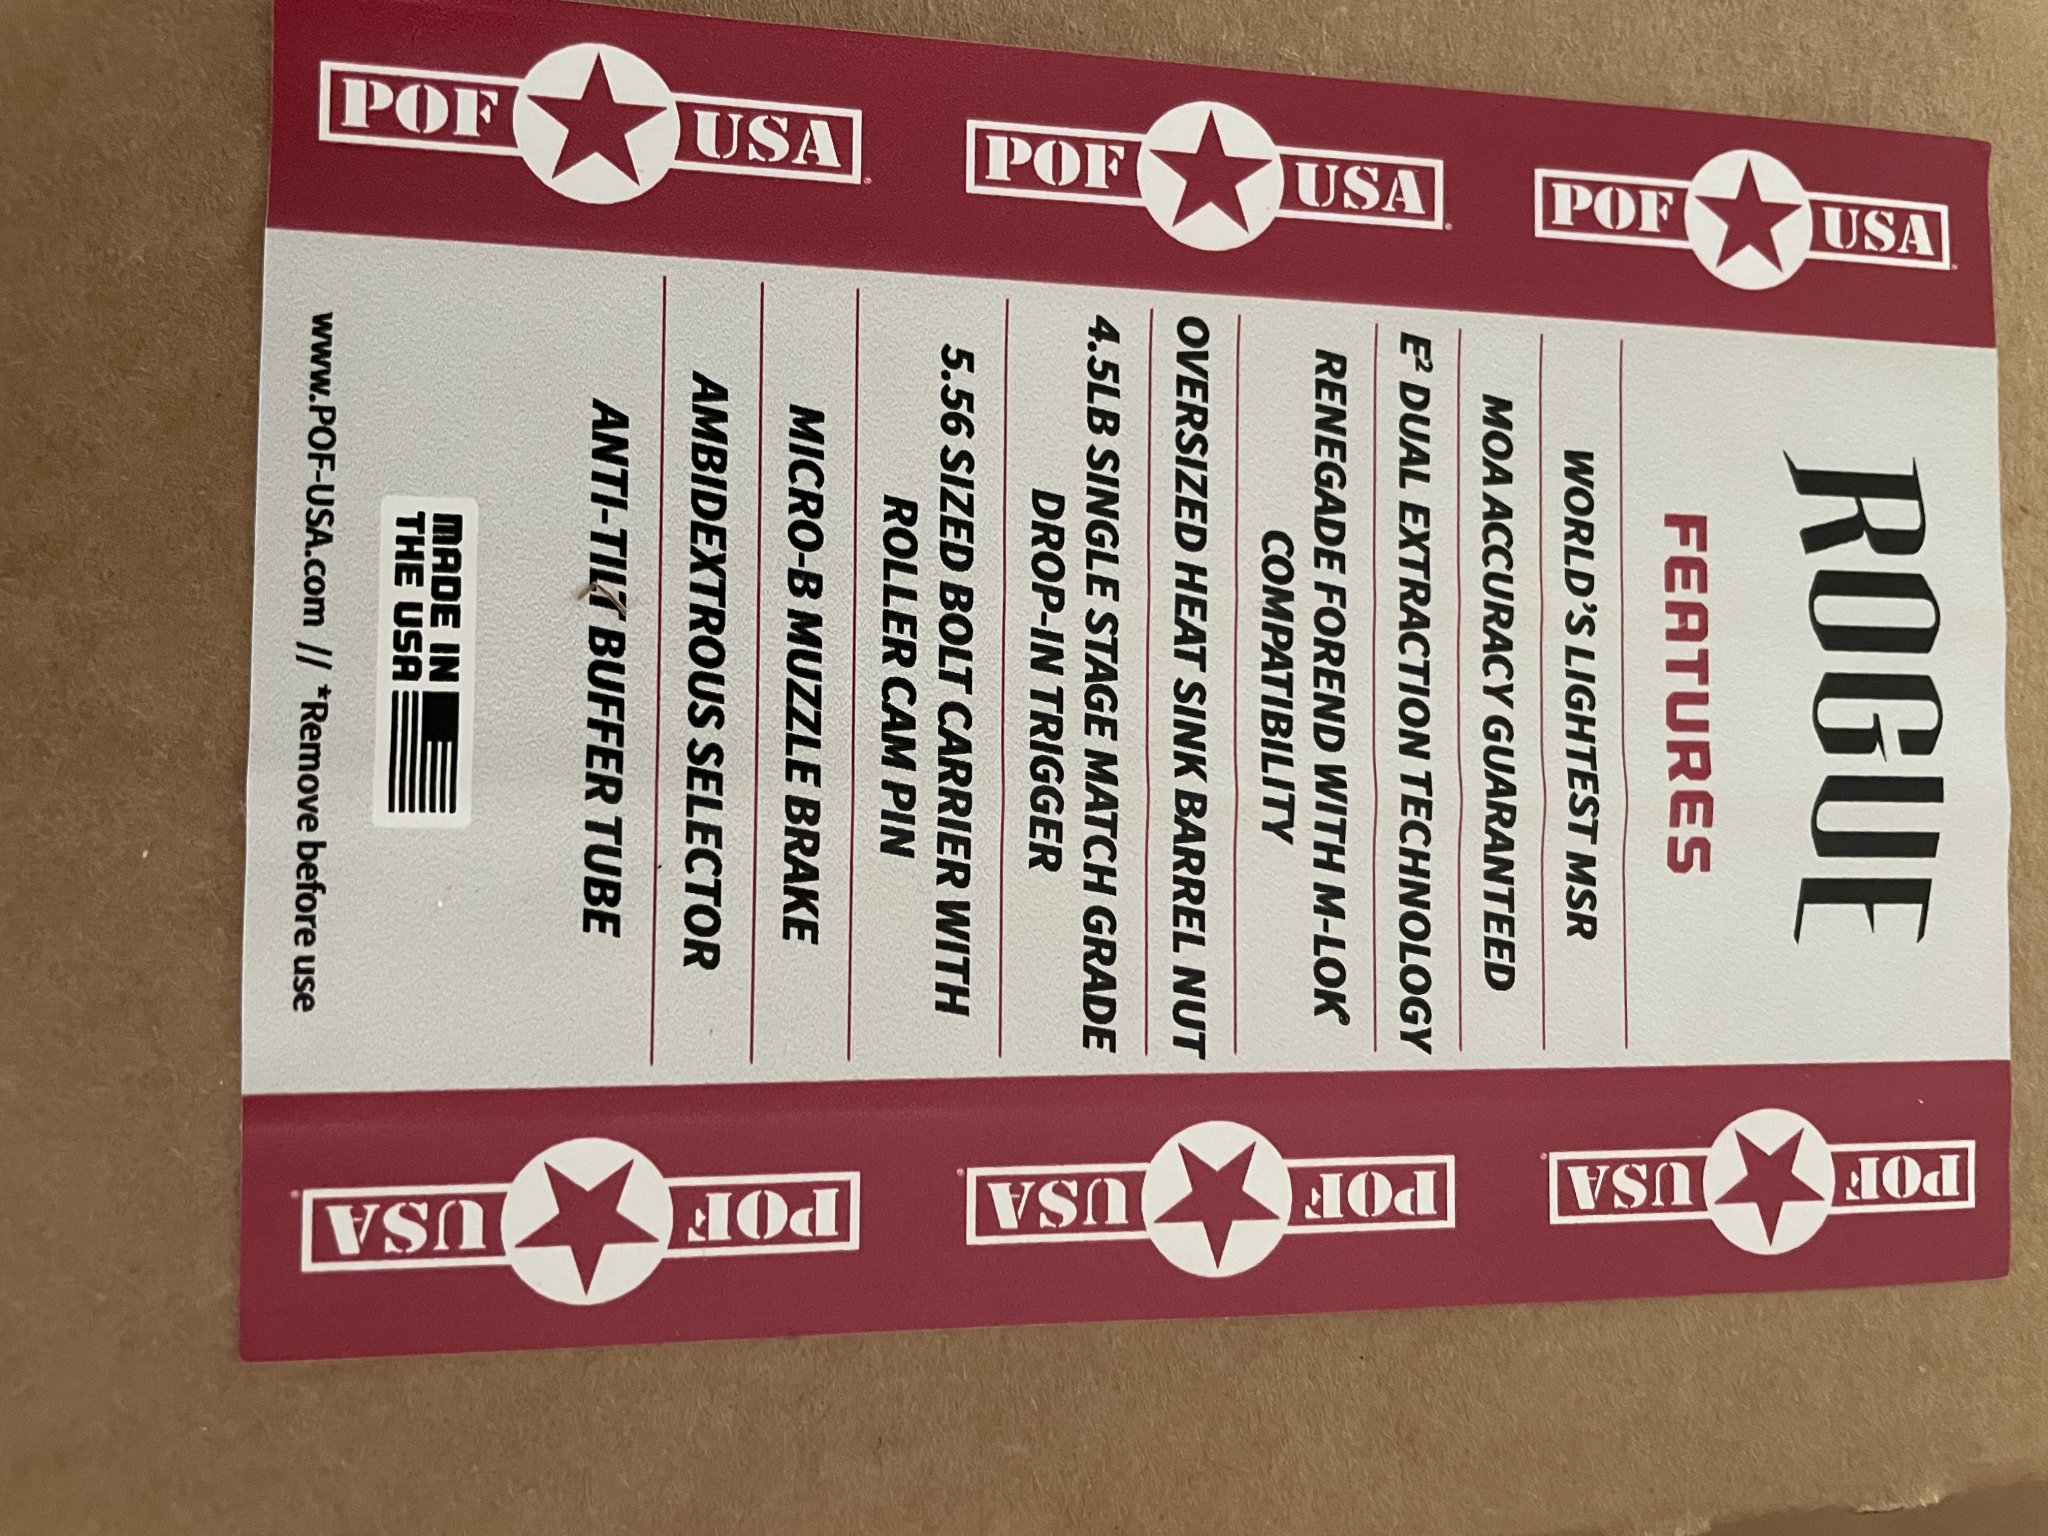 POF USA
POF USA
POF USA
ROGUE
FEATURES
WORLD'S LIGHTEST MSR
MOA ACCURACY GUARANTEED
E² DUAL EXTRACTION TECHNOLOGY
RENEGADE FOREND WITH M-LOK®
COMPATIBILITY
OVERSIZED HEAT SINK BARREL NUT
4.5LB SINGLE STAGE MATCH GRADE
DROP-IN TRIGGER
5.56 SIZED BOLT CARRIER WITH
ROLLER CAM PIN
MICRO-B MUZZLE BRAKE
AMBIDEXTROUS SELECTOR
ANTI-TILT BUFFER TUBE
MADE IN
THE USA
www.POF-USA.com // *Remove before use
POF USA
POF USA
POF USA